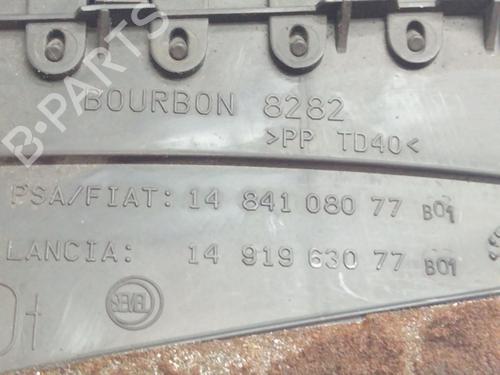 B-PARTS
BOURBON 8282
>PP TD40<
PSA/FIAT: 14 841 080 77 B01
LANCIA: 14 919 630 77 B01